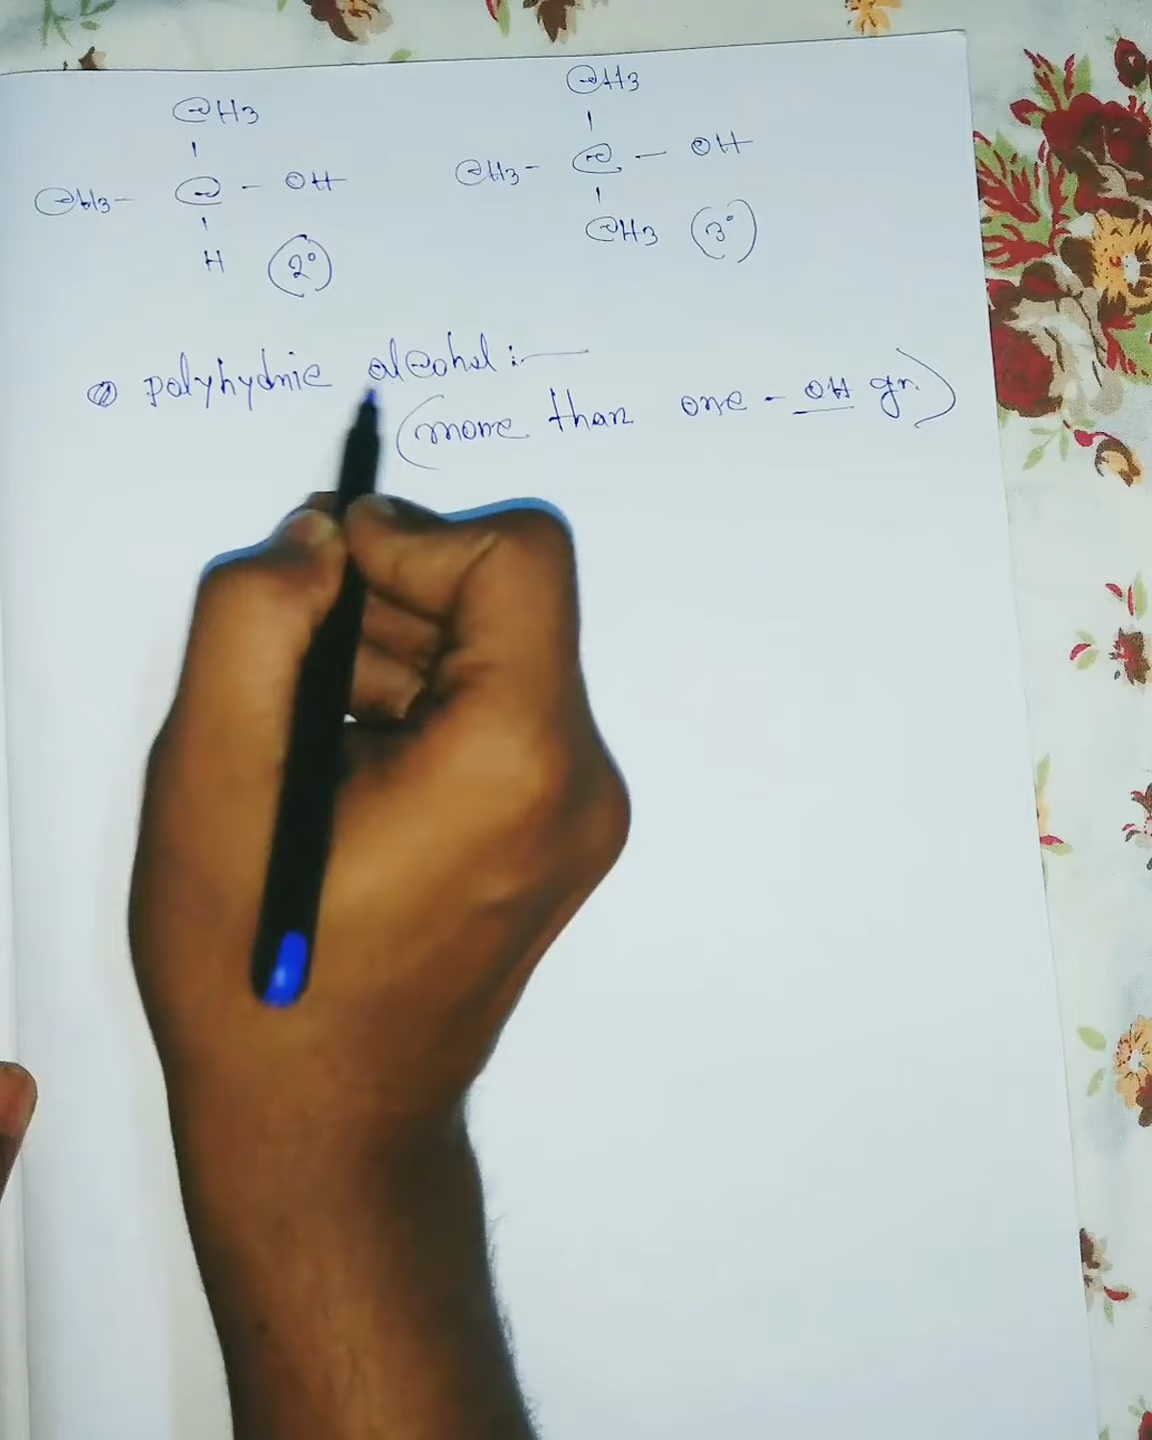 CH3
CH3
CH3 - C - OH
CH3 - C - OH
H (2°)
CH3 (3°)
polyhydric alcohol :—
(more than one - OH gr.)